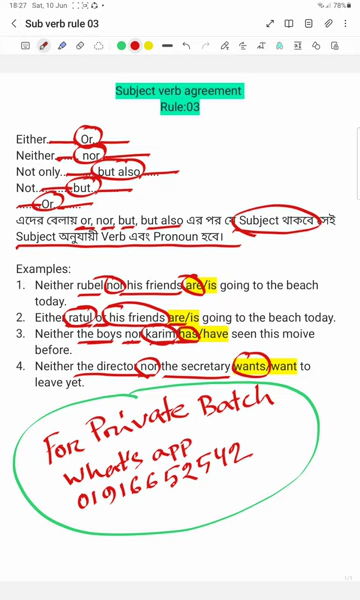 18:27 Sat, 10 Jun 78%
Sub verb rule 03
Subject verb agreement
Rule:03
Either.......Or........
Neither...... nor........
Not only........ but also......
Not.......... but........
........Or.........
এদের বেলায় or, nor, but, but also এর পর যে Subject থাকবে সেই
Subject অনুযায়ী Verb এবং Pronoun হবে।
Examples:
1. Neither rubel nor his friends are/is going to the beach
today.
2. Either ratul or his friends are/is going to the beach today.
3. Neither the boys nor karim has/have seen this moive
before.
4. Neither the director nor the secretary wants/want to
leave yet.
For Private Batch
What's app
01916652542
1/1